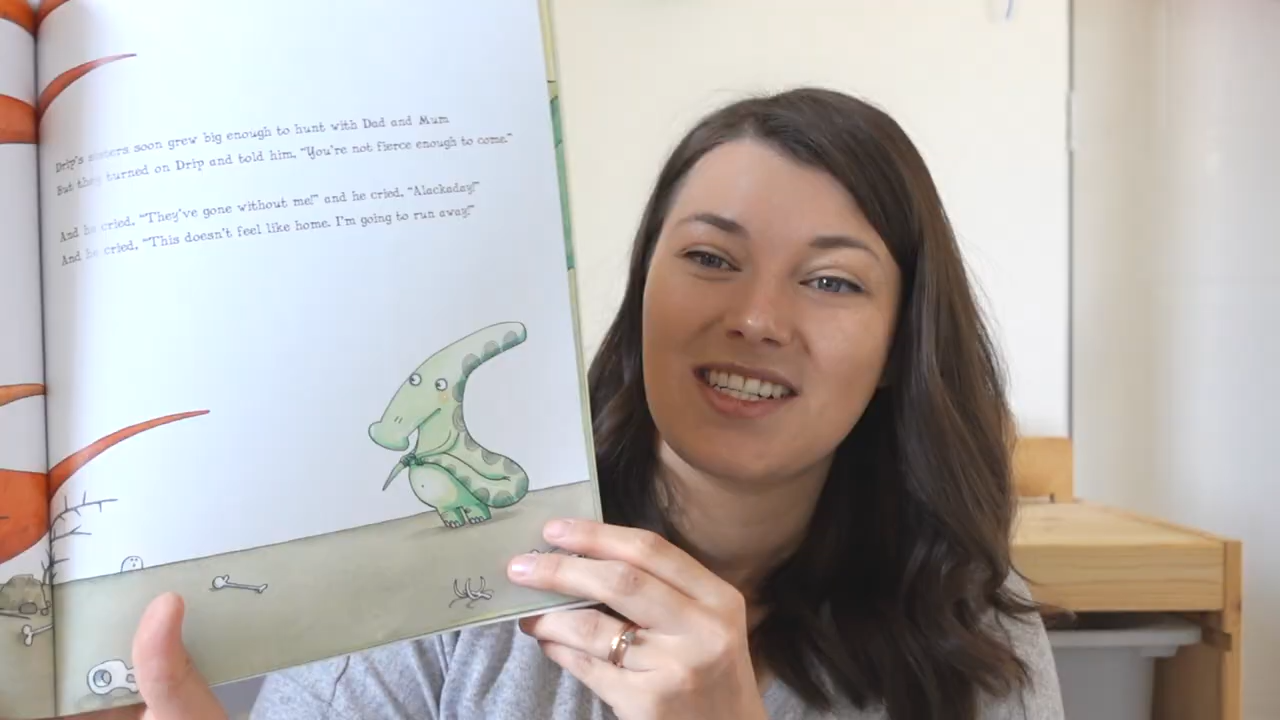 Drip's sisters soon grew big enough to hunt with Dad and Mum
But they turned on Drip and told him, "You're not fierce enough to come."
And he cried, "They've gone without me!" and he cried, "Alackaday!"
And he cried, "This doesn't feel like home. I'm going to run away!"